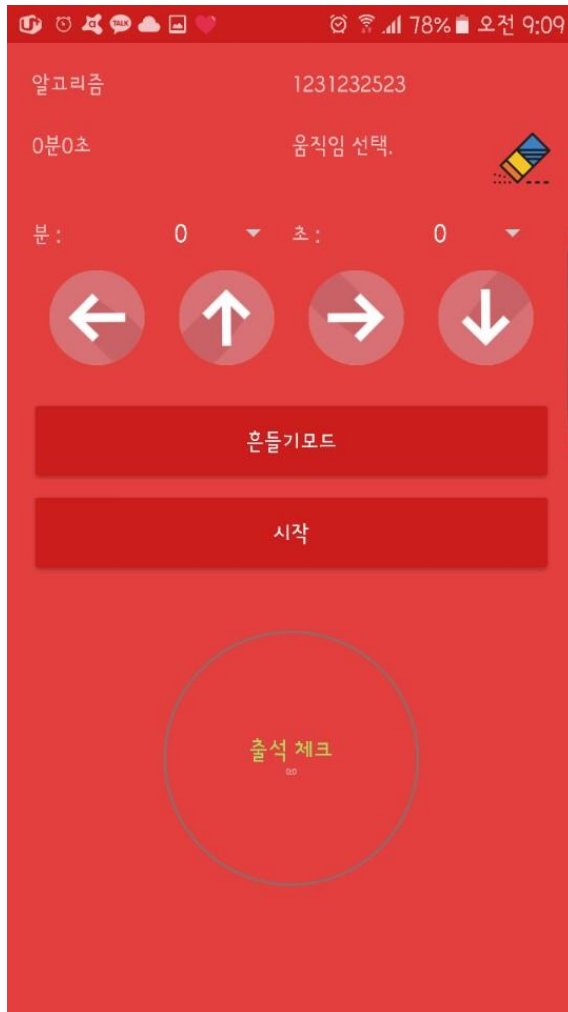 TALK 78% 오전 9:09
알고리즘 1231232523
0분0초 움직임 선택.
분 : 0 초 : 0
흔들기모드
시작
출석 체크